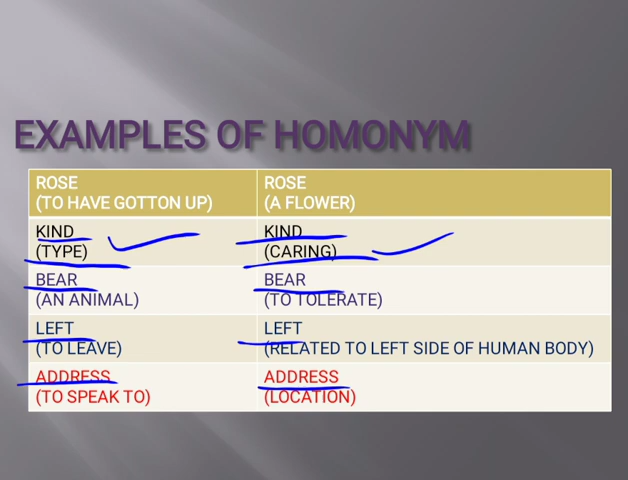 EXAMPLES OF HOMONYM
ROSE
(TO HAVE GOTTON UP)
ROSE
(A FLOWER)
KIND
(TYPE)
KIND
(CARING)
BEAR
(AN ANIMAL)
BEAR
(TO TOLERATE)
LEFT
(TO LEAVE)
LEFT
(RELATED TO LEFT SIDE OF HUMAN BODY)
ADDRESS
(TO SPEAK TO)
ADDRESS
(LOCATION)